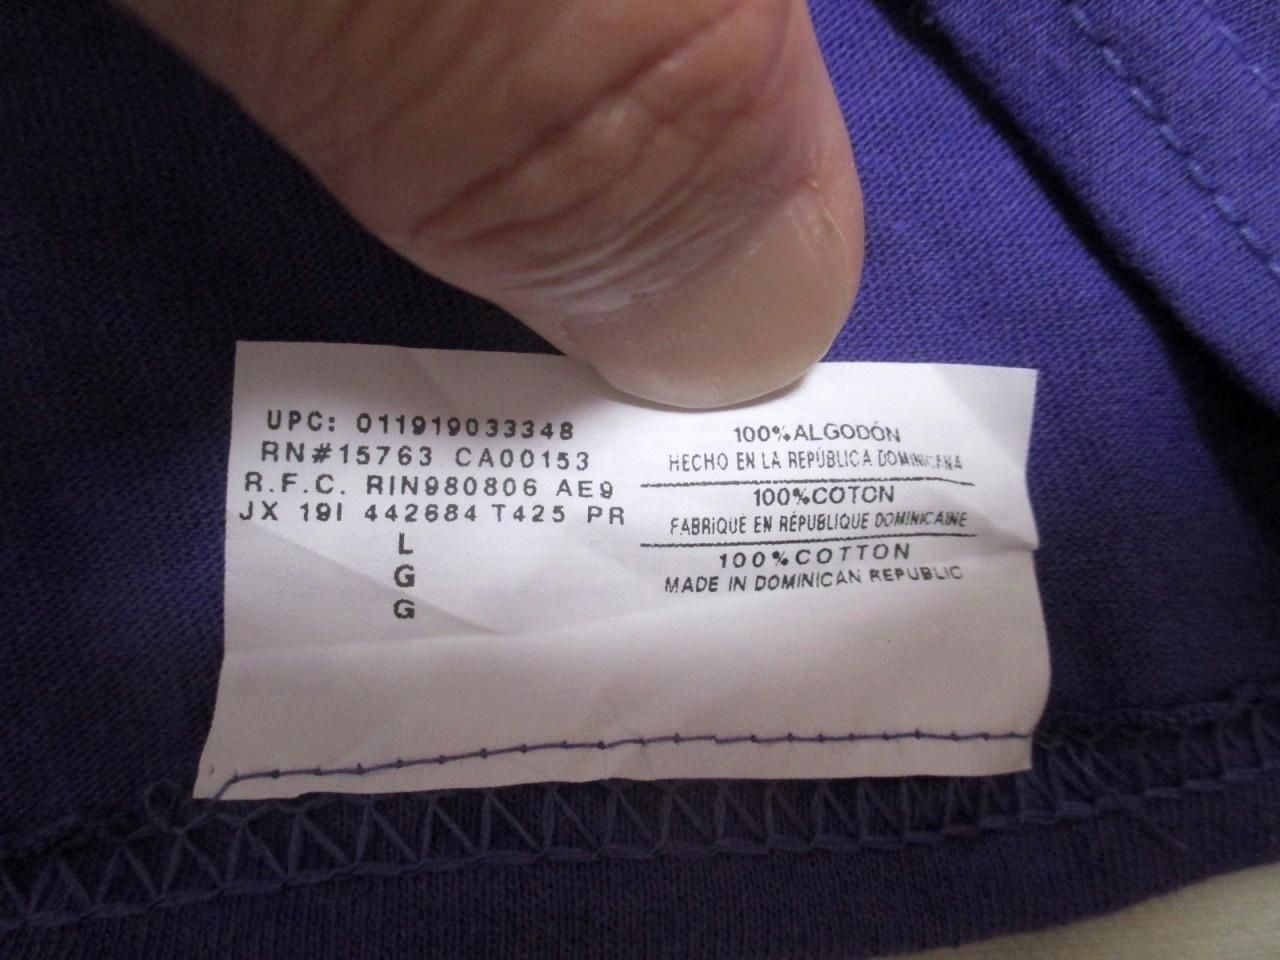 UPC: 011919033348
RN#15763 CA00153
R.F.C. RIN980806 AE9
JX 19I 442684 T425 PR
L
G
G
100%ALGODÓN
HECHO EN LA REPÚBLICA DOMINICANA
100%COTON
FABRIQUÉ EN RÉPUBLIQUE DOMINICAINE
100%COTTON
MADE IN DOMINICAN REPUBLIC